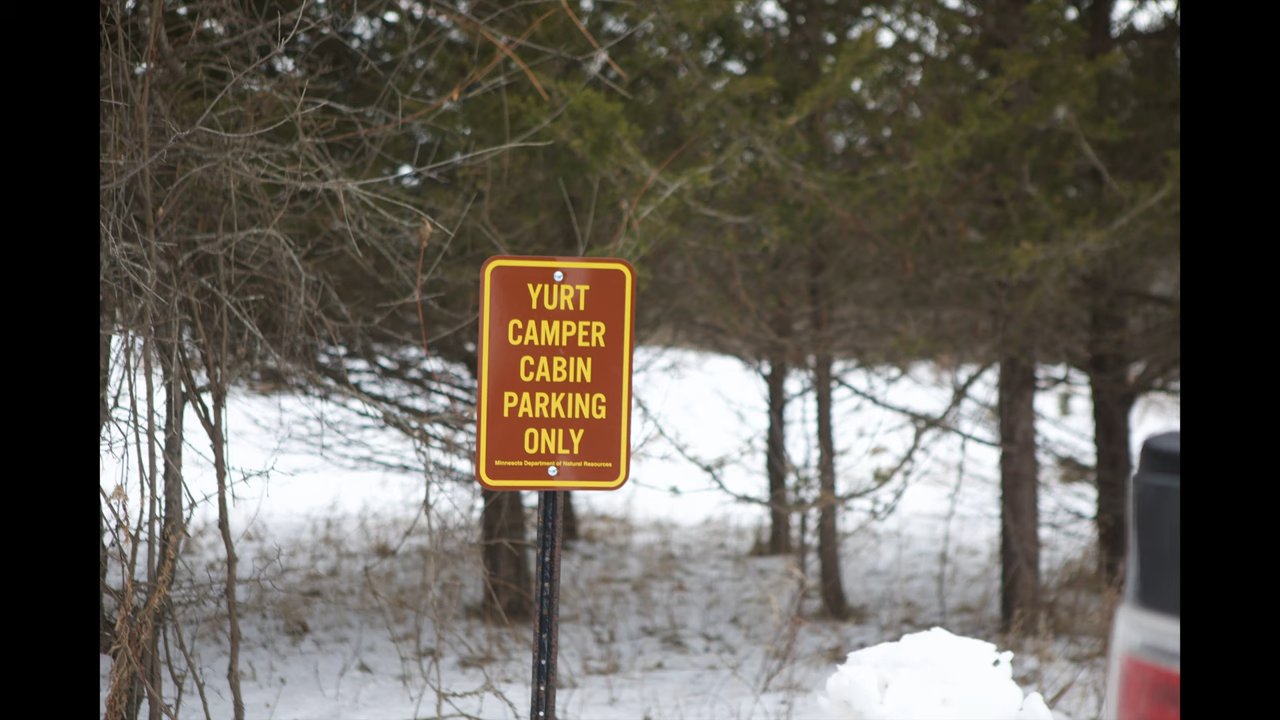 YURT
CAMPER
CABIN
PARKING
ONLY
Minnesota Department of Natural Resources